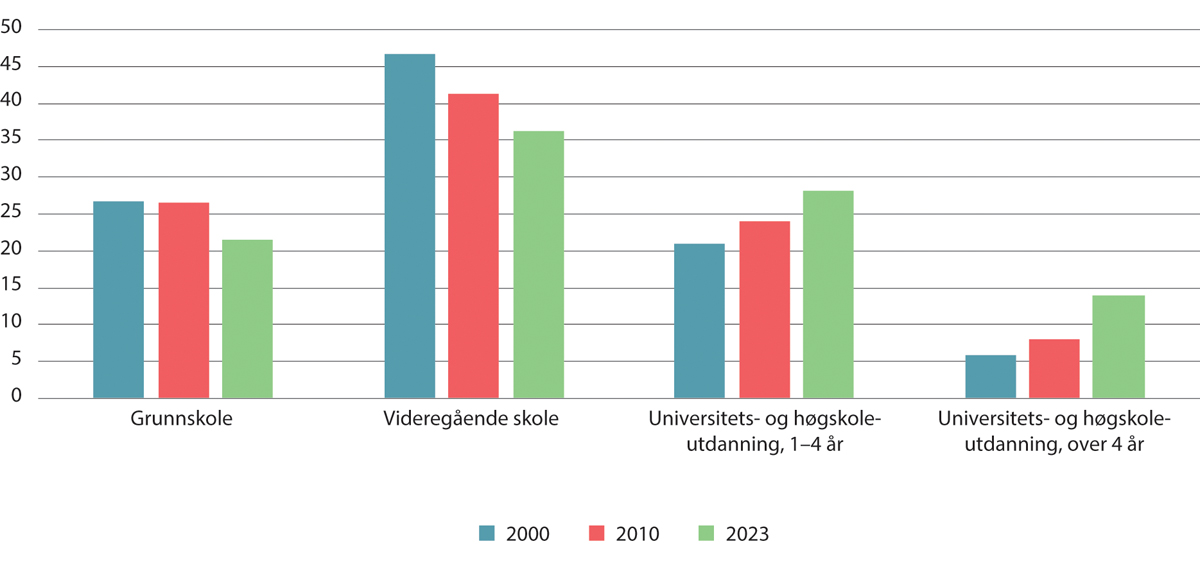 50
45
40
35
30
25
20
15
10
5
0
Grunnskole
Videregående skole
Universitets- og høgskole-
utdanning, 1–4 år
Universitets- og høgskole-
utdanning, over 4 år
2000
2010
2023